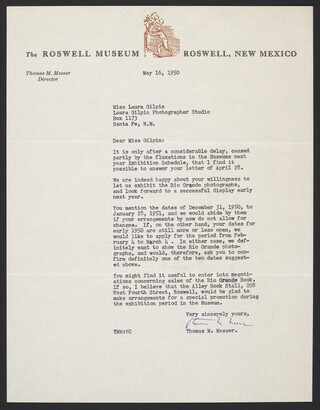 The ROSWELL MUSEUM ROSWELL, NEW MEXICO
Thomas M. Messer
Director
May 16, 1950
Miss Laura Gilpin
Laura Gilpin Photographer Studio
Box 1173
Santa Fe, N.M.
Dear Miss Gilpin:
It is only after a considerable delay, caused
partly by the fluxations in the Museums next
year Exhibition Schedule, that I find it
possible to answer your letter of April 28.
We are indeed happy about your willingness to
let us exhibit the Rio Grande photographs,
and look forward to a successful display early
next year.
You mention the dates of December 31, 1950, to
January 28, 1951, and we would abide by them
if your arrangements by now do not allow for
changes. If, on the other hand, your dates for
early 1950 are still more or less open, we
would like to apply for the period from Feb-
ruary 4 to March 4. In either case, we def-
initely want to show the Rio Grande photo-
graphs, and would, therefore, ask you to con-
firm definitely one of the two dates suggest-
ed above.
You might find it useful to enter into negoti-
ations concerning sales of the Rio Grande Book.
If so, I believe that the Alley Book Stall, 208
West Fourth Street, Roswell, would be glad to
make arrangements for a special promotion during
the exhibition period in the Museum.
Very sincerely yours,
TMM:HC Thomas M. Messer.